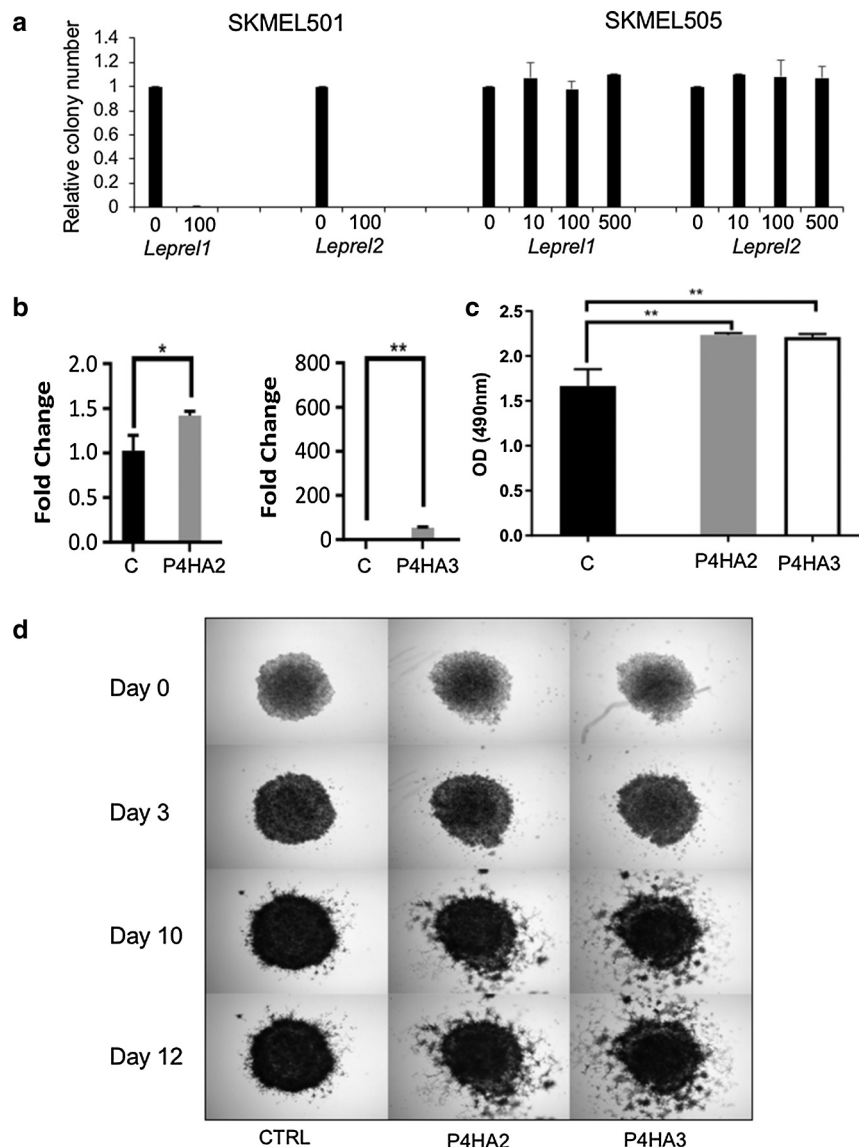 a
SKMEL501 SKMEL505
Relative colony number
1.4
1.2
1
0.8
0.6
0.4
0.2
0
0 100 0 100 0 10 100 500 0 10 100 500
Leprel1 Leprel2 Leprel1 Leprel2
b
Fold Change
2.0
1.5
1.0
0.5
0.0
*
C P4HA2
Fold Change
800
600
400
200
0
**
C P4HA3
c
OD (490nm)
2.5
2.0
1.5
1.0
0.5
0.0
**
**
C P4HA2 P4HA3
d
Day 0
Day 3
Day 10
Day 12
CTRL P4HA2 P4HA3